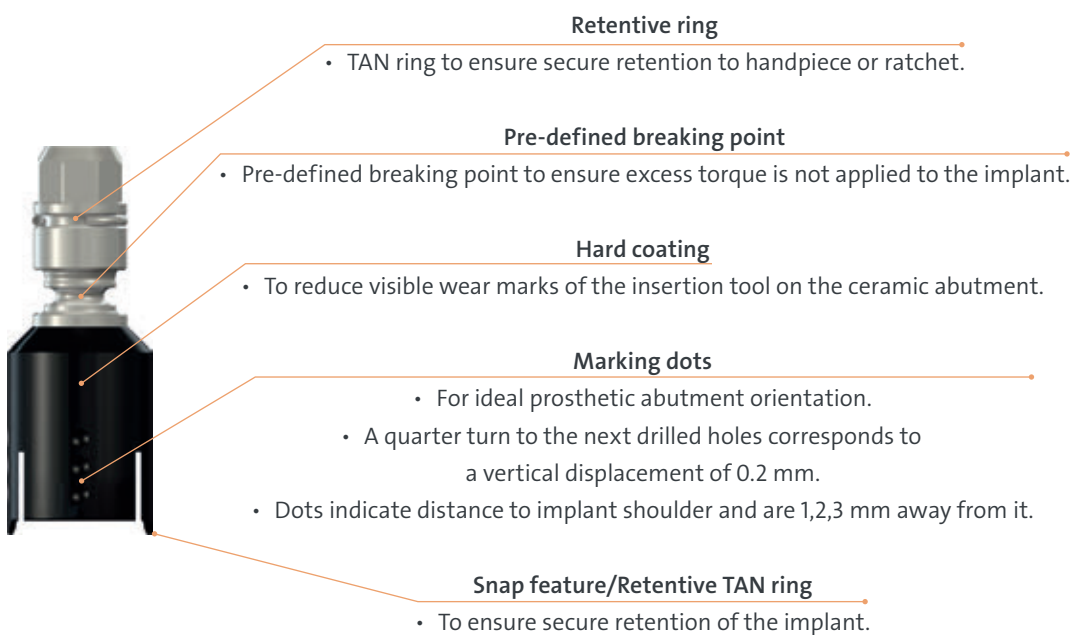 Retentive ring
• TAN ring to ensure secure retention to handpiece or ratchet.
Pre-defined breaking point
• Pre-defined breaking point to ensure excess torque is not applied to the implant.
Hard coating
• To reduce visible wear marks of the insertion tool on the ceramic abutment.
Marking dots
• For ideal prosthetic abutment orientation.
• A quarter turn to the next drilled holes corresponds to
a vertical displacement of 0.2 mm.
• Dots indicate distance to implant shoulder and are 1,2,3 mm away from it.
Snap feature/Retentive TAN ring
• To ensure secure retention of the implant.